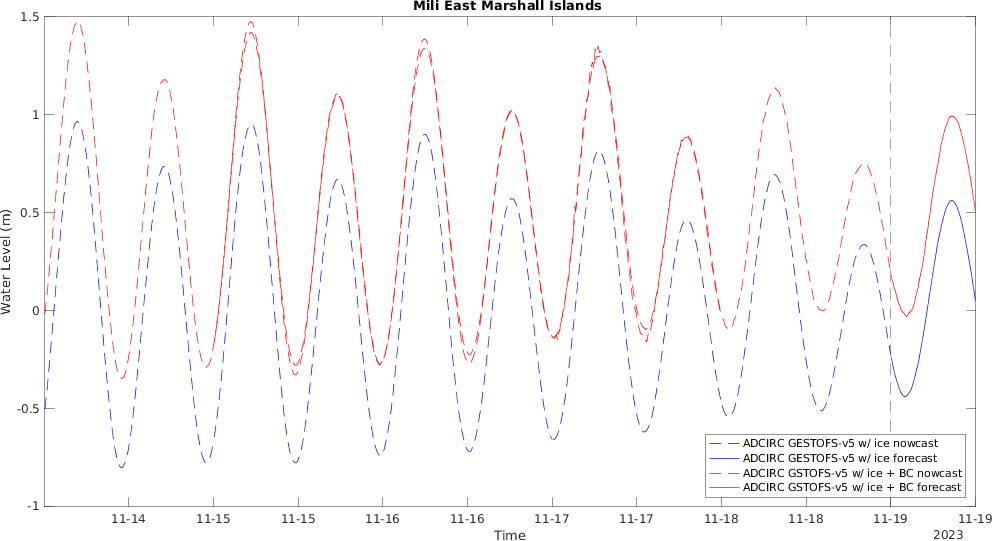 Mili East Marshall Islands
1.5
1
0.5
0
-0.5
-1
Water Level (m)
11-14
11-15
11-15
11-16
11-16
11-17
11-17
11-18
11-18
11-19
11-19
Time
2023
ADCIRC GESTOFS-v5 w/ ice nowcast
ADCIRC GESTOFS-v5 w/ ice forecast
ADCIRC GSTOFS-v5 w/ ice + BC nowcast
ADCIRC GSTOFS-v5 w/ ice + BC forecast